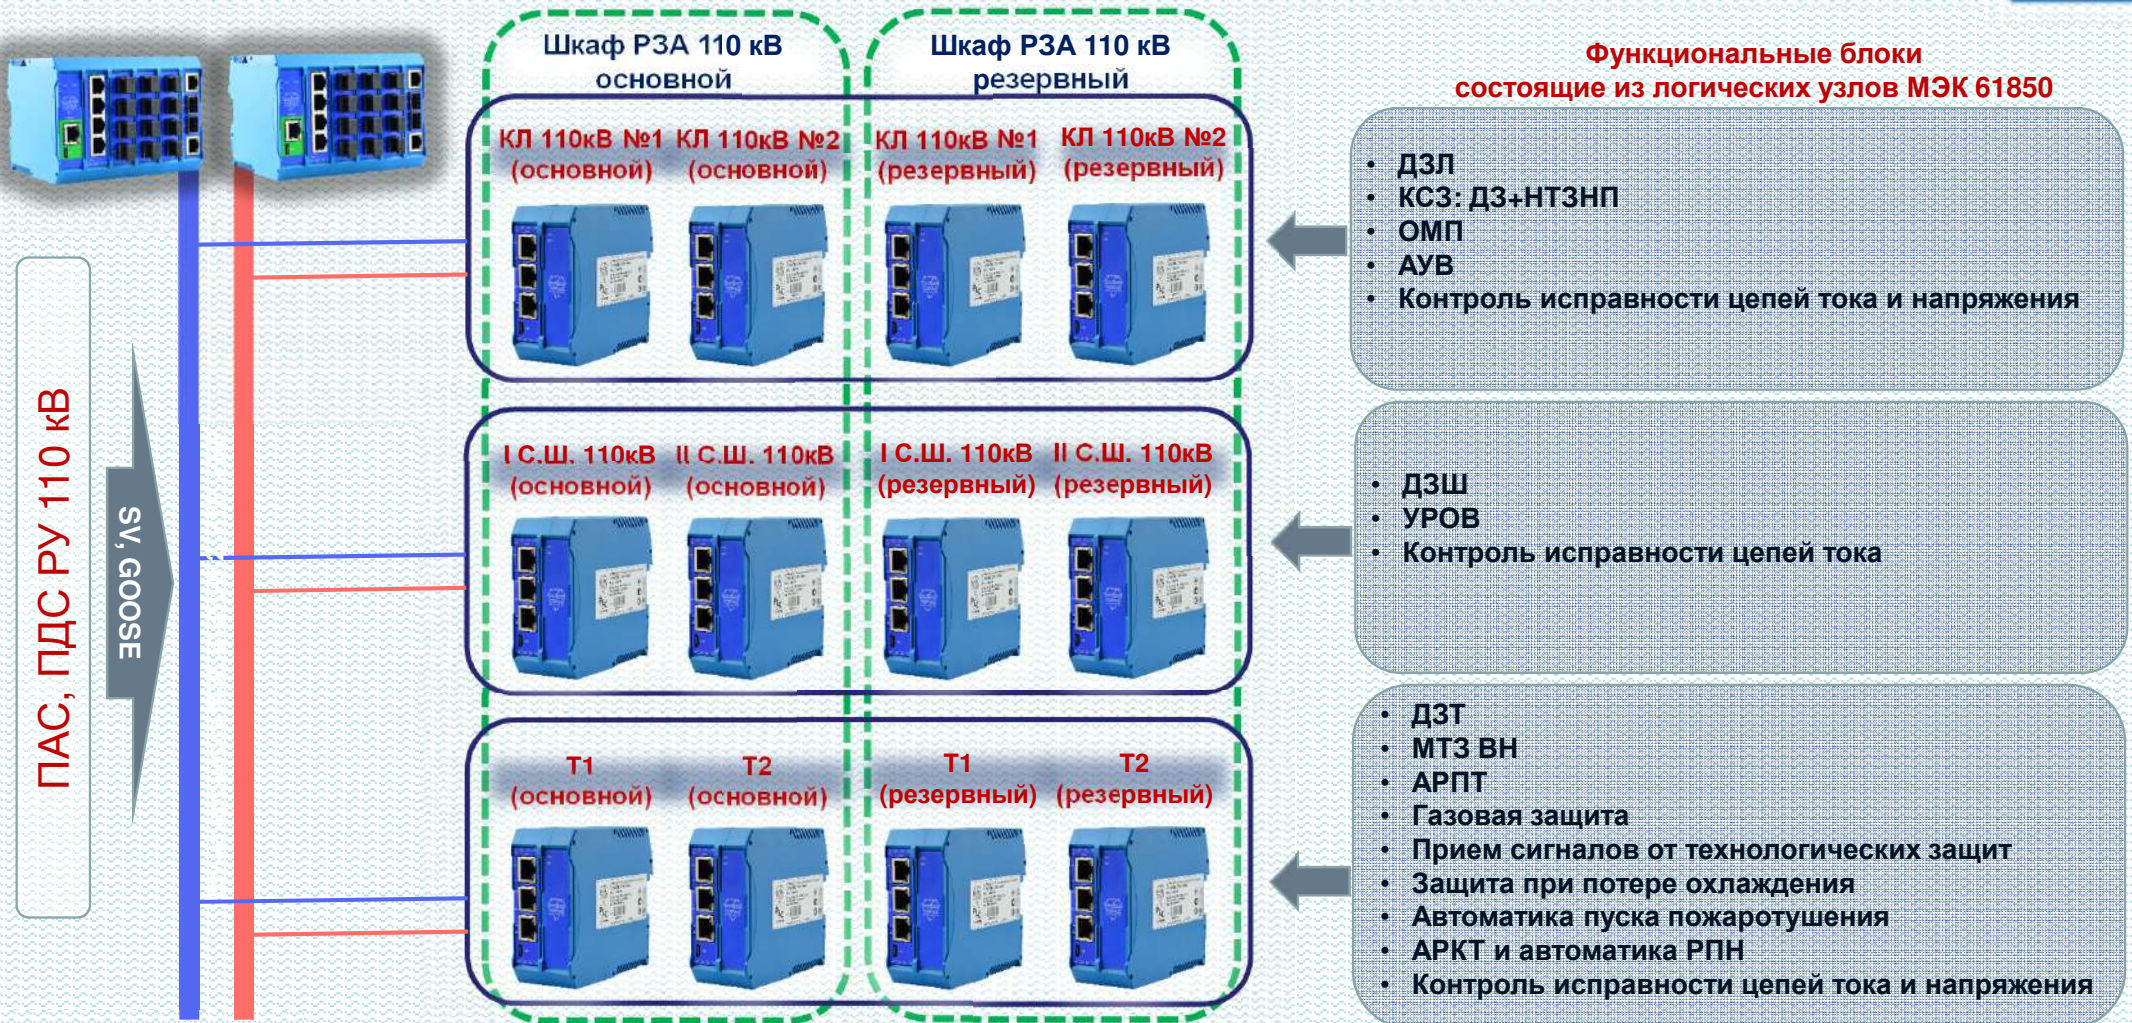 Шкаф РЗА 110 кВ
основной
Шкаф РЗА 110 кВ
резервный
Функциональные блоки
состоящие из логических узлов МЭК 61850
КЛ 110кВ №1
(основной)
КЛ 110кВ №2
(основной)
КЛ 110кВ №1
(резервный)
КЛ 110кВ №2
(резервный)
• ДЗЛ
• КСЗ: ДЗ+НТЗНП
• ОМП
• АУВ
• Контроль исправности цепей тока и напряжения
ПАС, ПДС РУ 110 кВ
SV, GOOSE
I С.Ш. 110кВ
(основной)
II С.Ш. 110кВ
(основной)
I С.Ш. 110кВ
(резервный)
II С.Ш. 110кВ
(резервный)
• ДЗШ
• УРОВ
• Контроль исправности цепей тока
Т1
(основной)
Т2
(основной)
Т1
(резервный)
Т2
(резервный)
• ДЗТ
• МТЗ ВН
• АРПТ
• Газовая защита
• Прием сигналов от технологических защит
• Защита при потере охлаждения
• Автоматика пуска пожаротушения
• АРКТ и автоматика РПН
• Контроль исправности цепей тока и напряжения